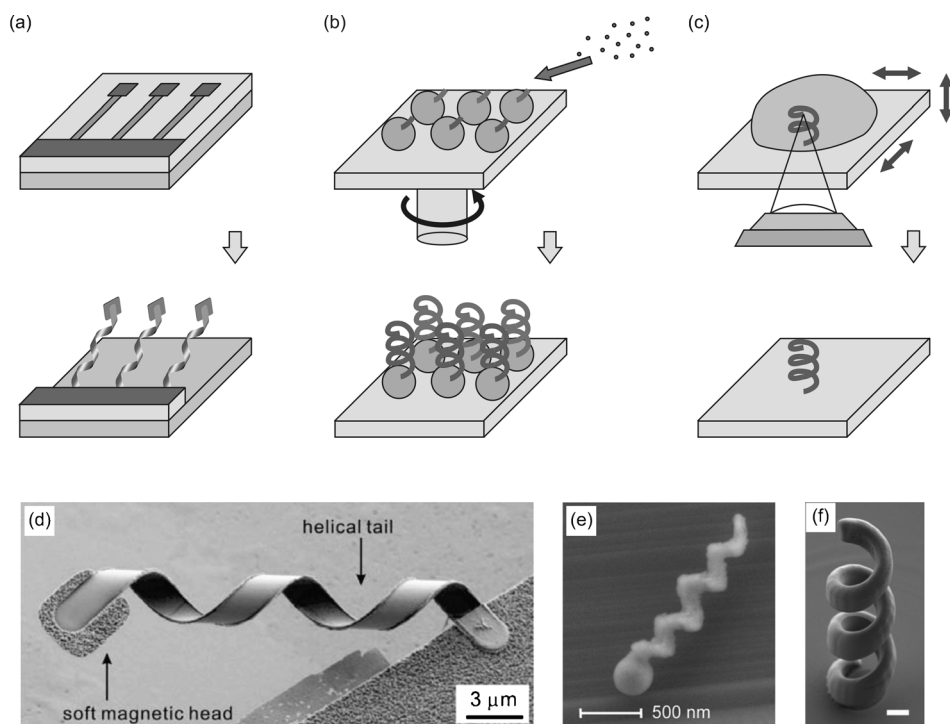 (a)
(b)
(c)
(d)
helical tail
soft magnetic head
3 μm
(e)
500 nm
(f)